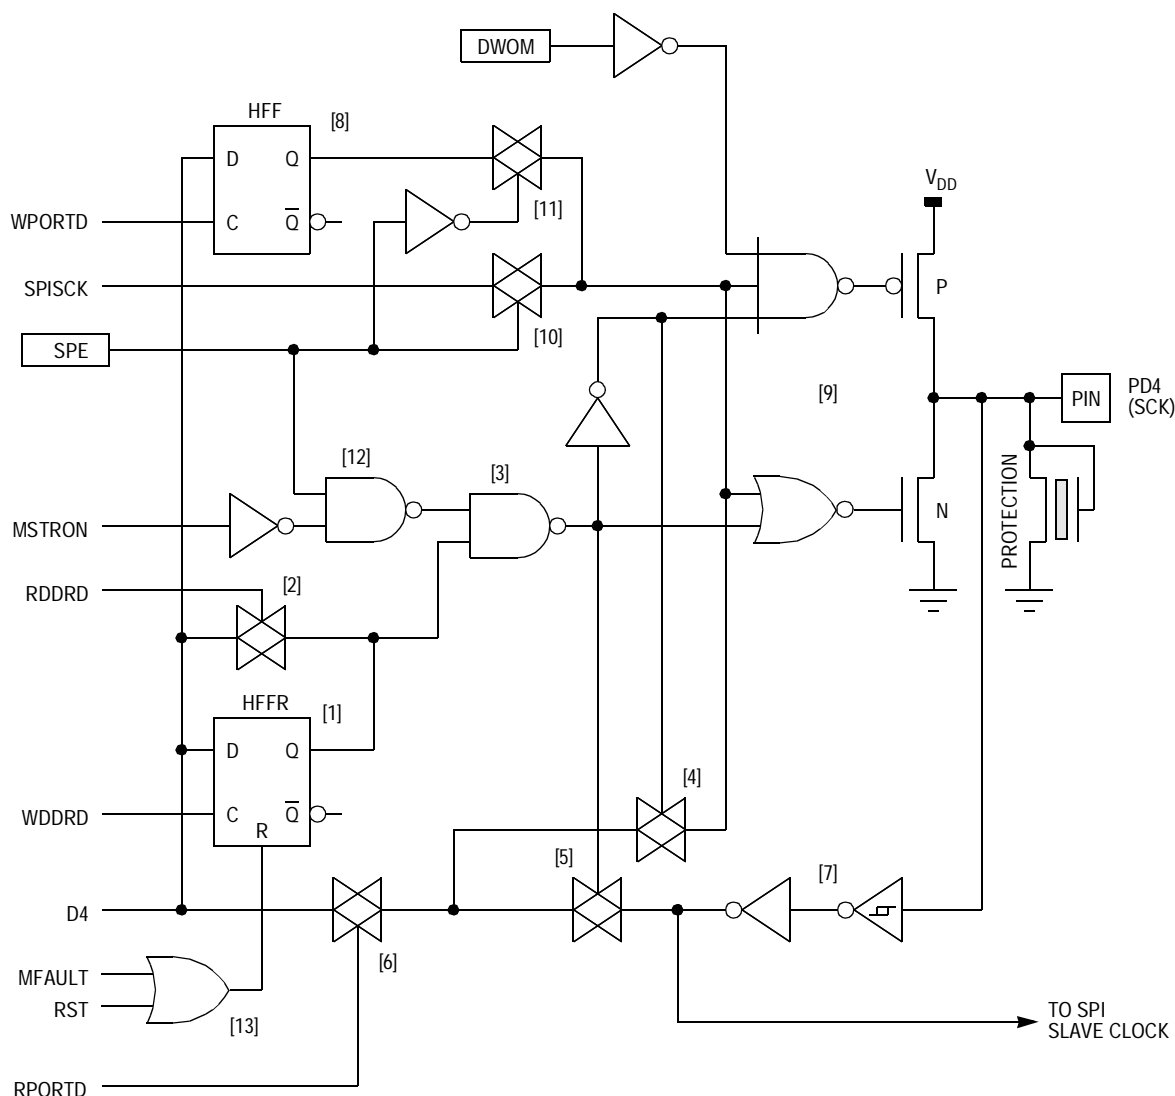 DWOM
HFF
[8]
D
Q
VDD
[11]
WPORTD
C
Q
SPISCK
P
[10]
SPE
[9]
PIN
PD4
(SCK)
[12]
[3]
MSTRON
N
PROTECTION
[2]
RDDRD
HFFR
[1]
D
Q
[4]
WDDRD
C
Q
R
[5]
[7]
D4
[6]
MFAULT
RST
[13]
TO SPI
SLAVE CLOCK
RPORTD